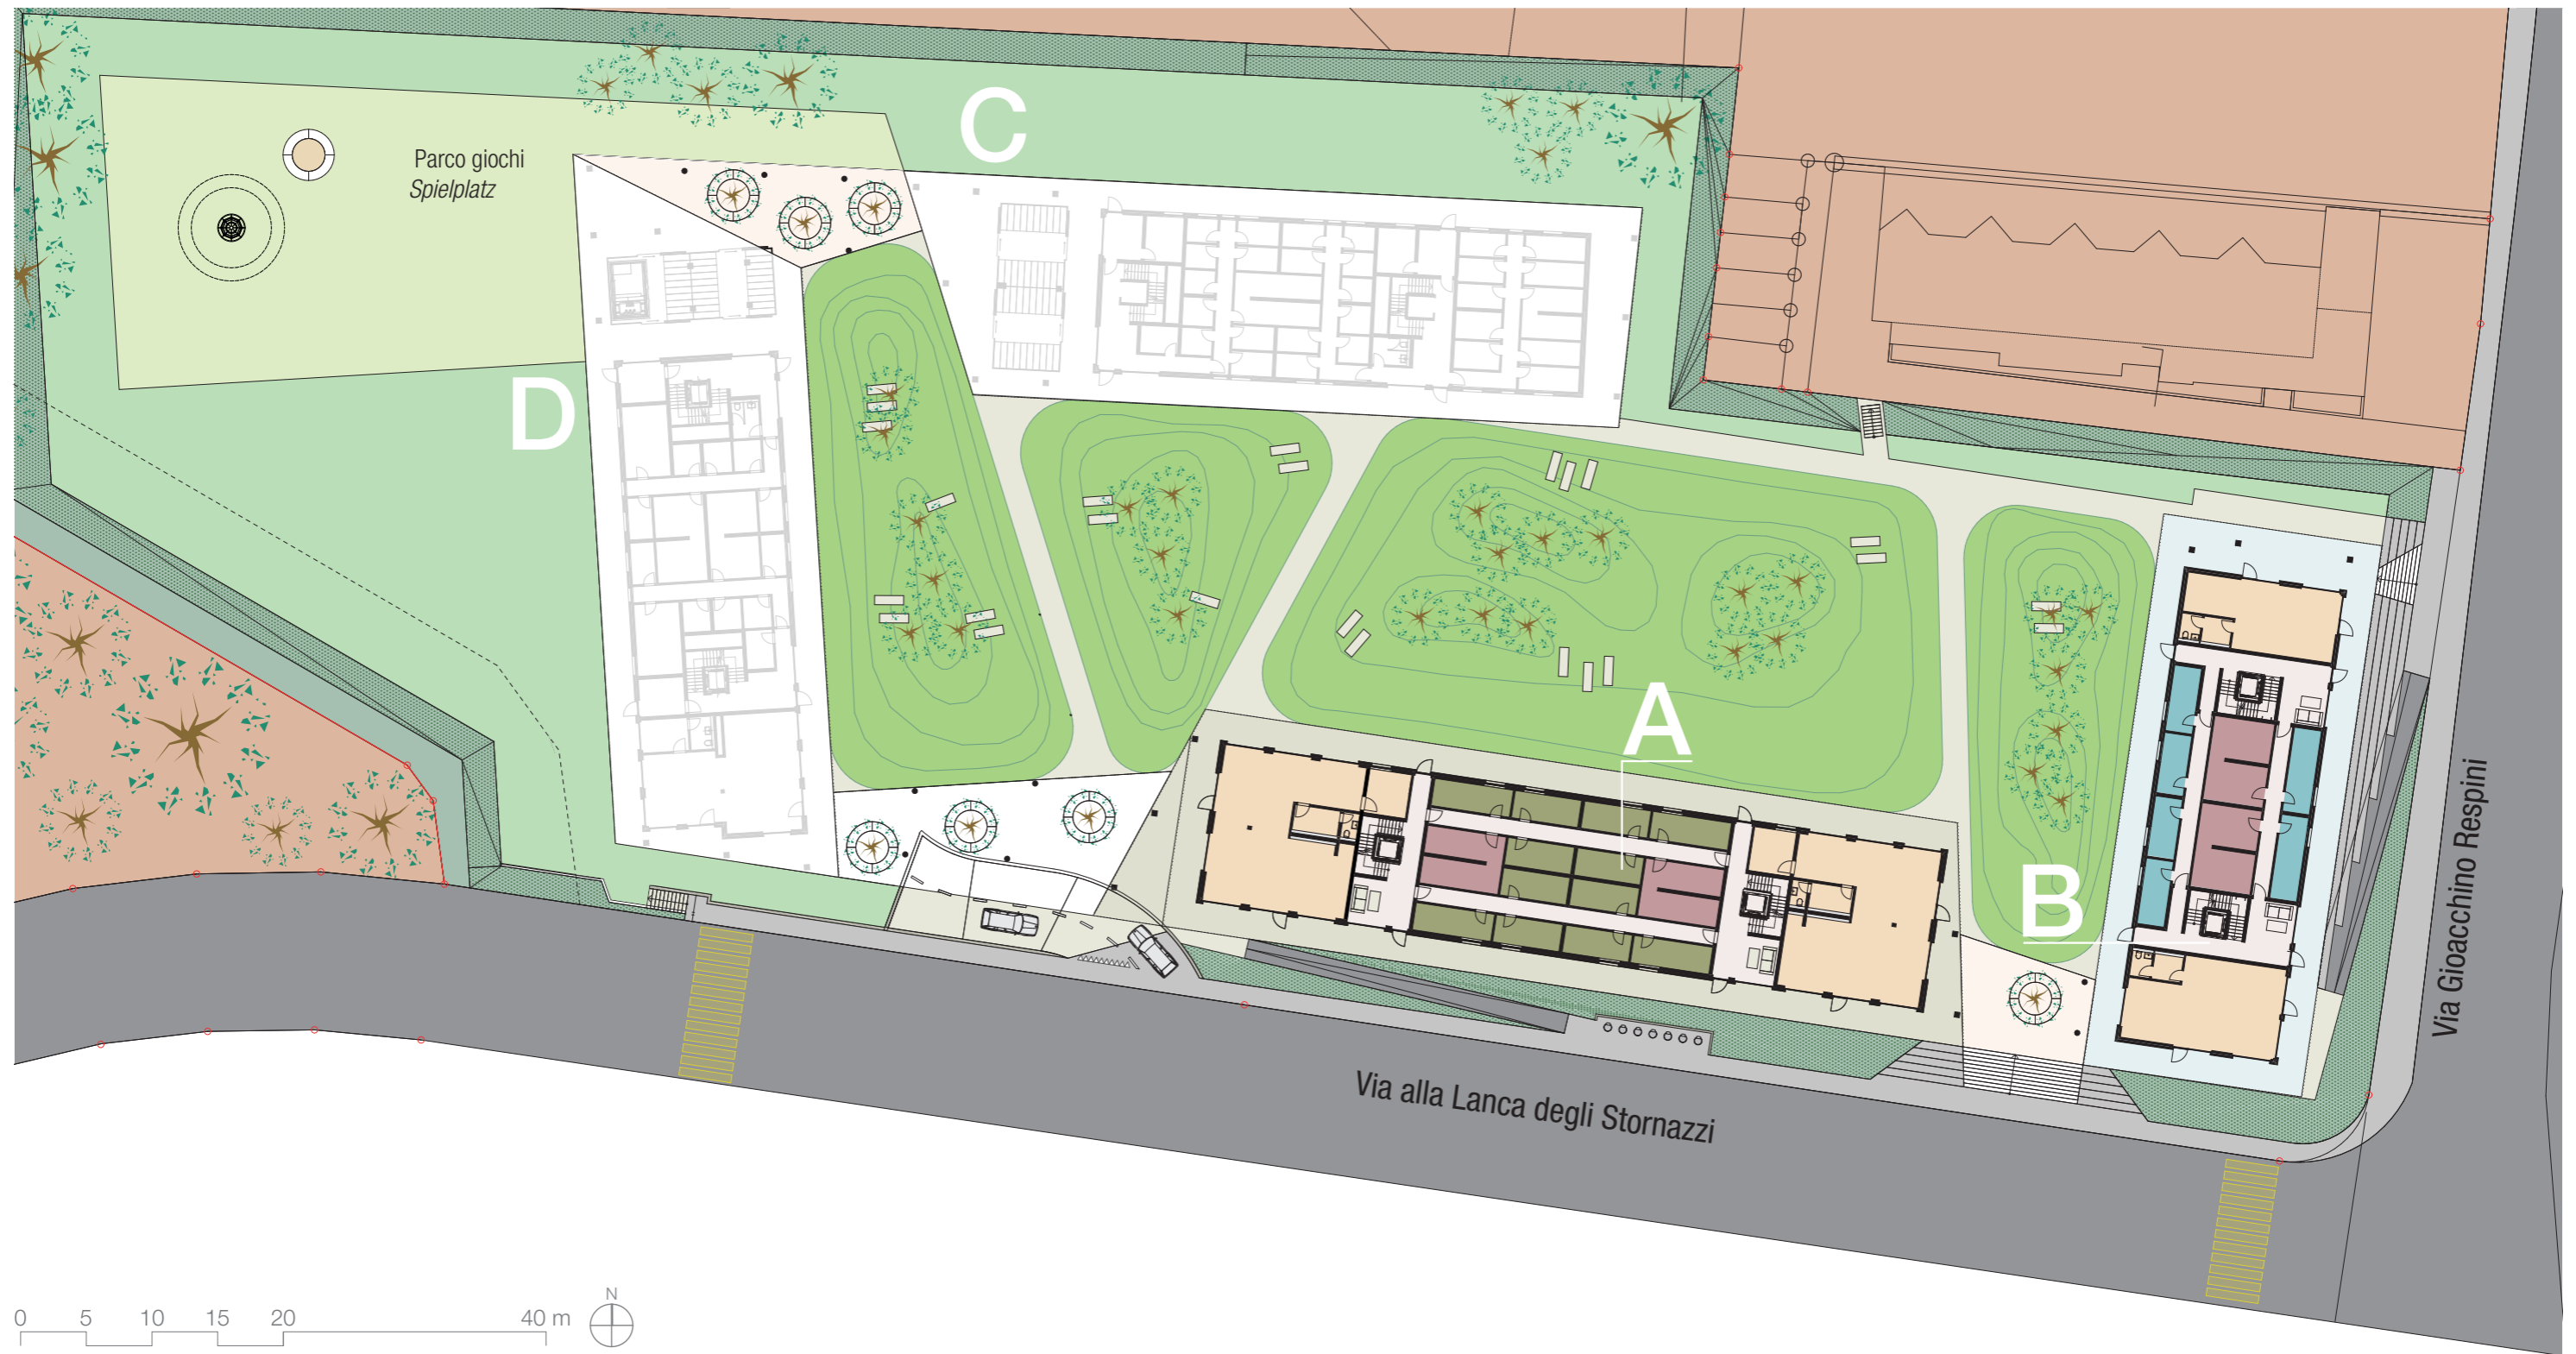 C
Parco giochi
Spielplatz
D
A
B
Via Gioacchino Respini
Via alla Lanca degli Stornazzi
0 5 10 15 20 40 m
N